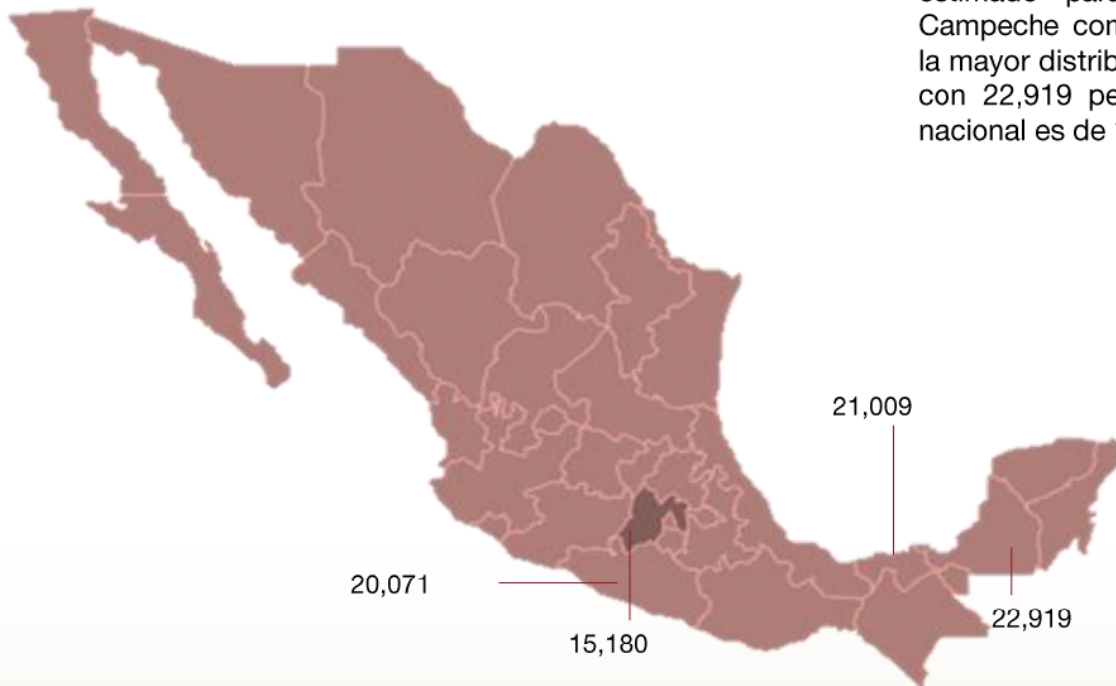 Campeche con
la mayor distrib
con 22,919 pe
nacional es de
21,009
20,071
22,919
15,180